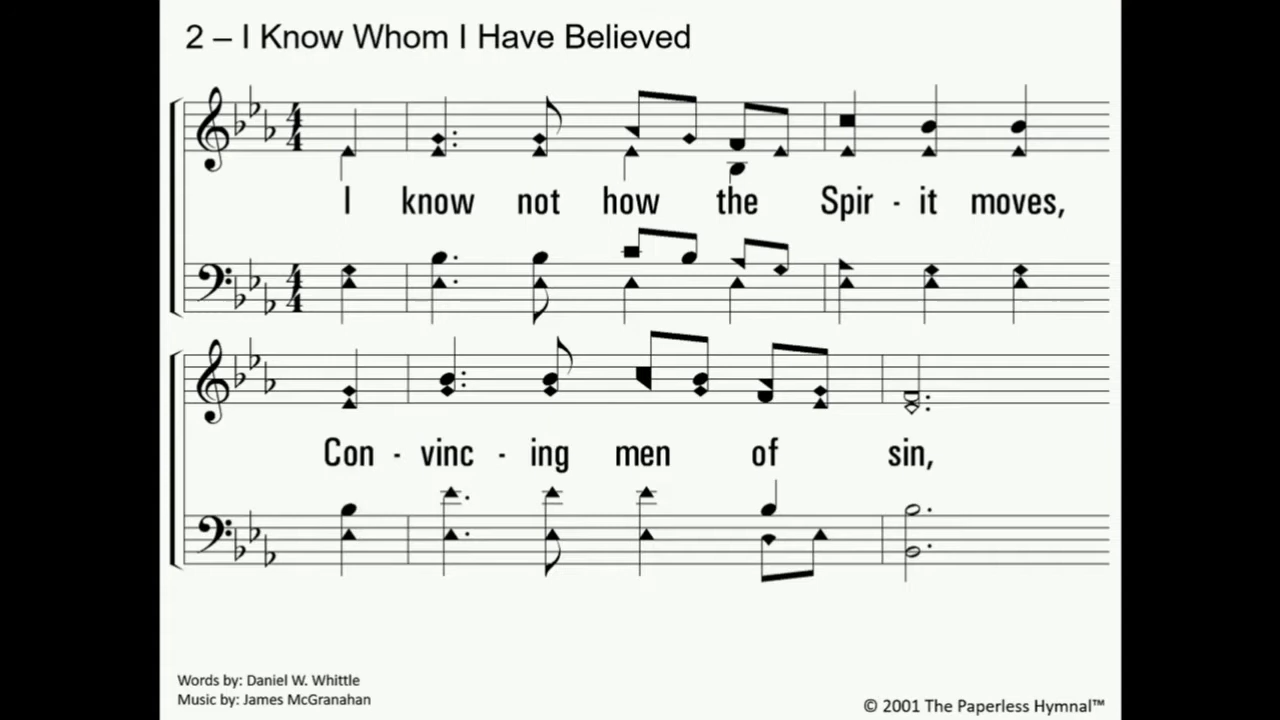 2 – I Know Whom I Have Believed
I know not how the Spir - it moves,
Con - vinc - ing men of sin,
Words by: Daniel W. Whittle
Music by: James McGranahan
© 2001 The Paperless Hymnal™